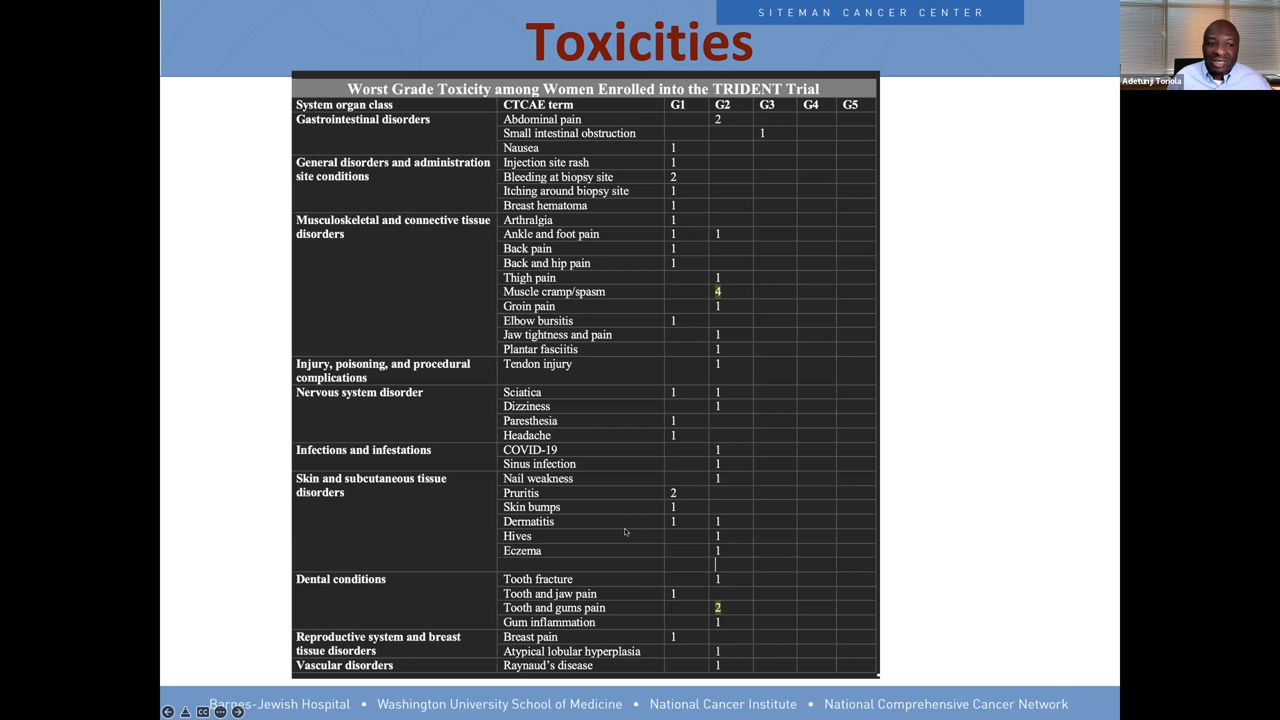 SITEMAN CANCER CENTER
Toxicities
Adetunji Toriola
Worst Grade Toxicity among Women Enrolled into the TRIDENT Trial
System organ class CTCAE term G1 G2 G3 G4 G5
Gastrointestinal disorders Abdominal pain 2
Small intestinal obstruction 1
Nausea 1
General disorders and administration Injection site rash 1
site conditions Bleeding at biopsy site 2
Itching around biopsy site 1
Breast hematoma 1
Musculoskeletal and connective tissue Arthralgia 1
disorders Ankle and foot pain 1 1
Back pain 1
Back and hip pain 1
Thigh pain 1
Muscle cramp/spasm 4
Groin pain 1
Elbow bursitis 1
Jaw tightness and pain 1
Plantar fasciitis 1
Injury, poisoning, and procedural Tendon injury 1
complications
Nervous system disorder Sciatica 1 1
Dizziness 1
Paresthesia 1
Headache 1
Infections and infestations COVID-19 1
Sinus infection 1
Skin and subcutaneous tissue Nail weakness 1
disorders Pruritis 2
Skin bumps 1
Dermatitis 1 1
Hives 1
Eczema 1
Dental conditions Tooth fracture 1
Tooth and jaw pain 1
Tooth and gums pain 2
Gum inflammation 1
Reproductive system and breast Breast pain 1
tissue disorders Atypical lobular hyperplasia 1
Vascular disorders Raynaud's disease 1
Barnes-Jewish Hospital • Washington University School of Medicine • National Cancer Institute • National Comprehensive Cancer Network
CC